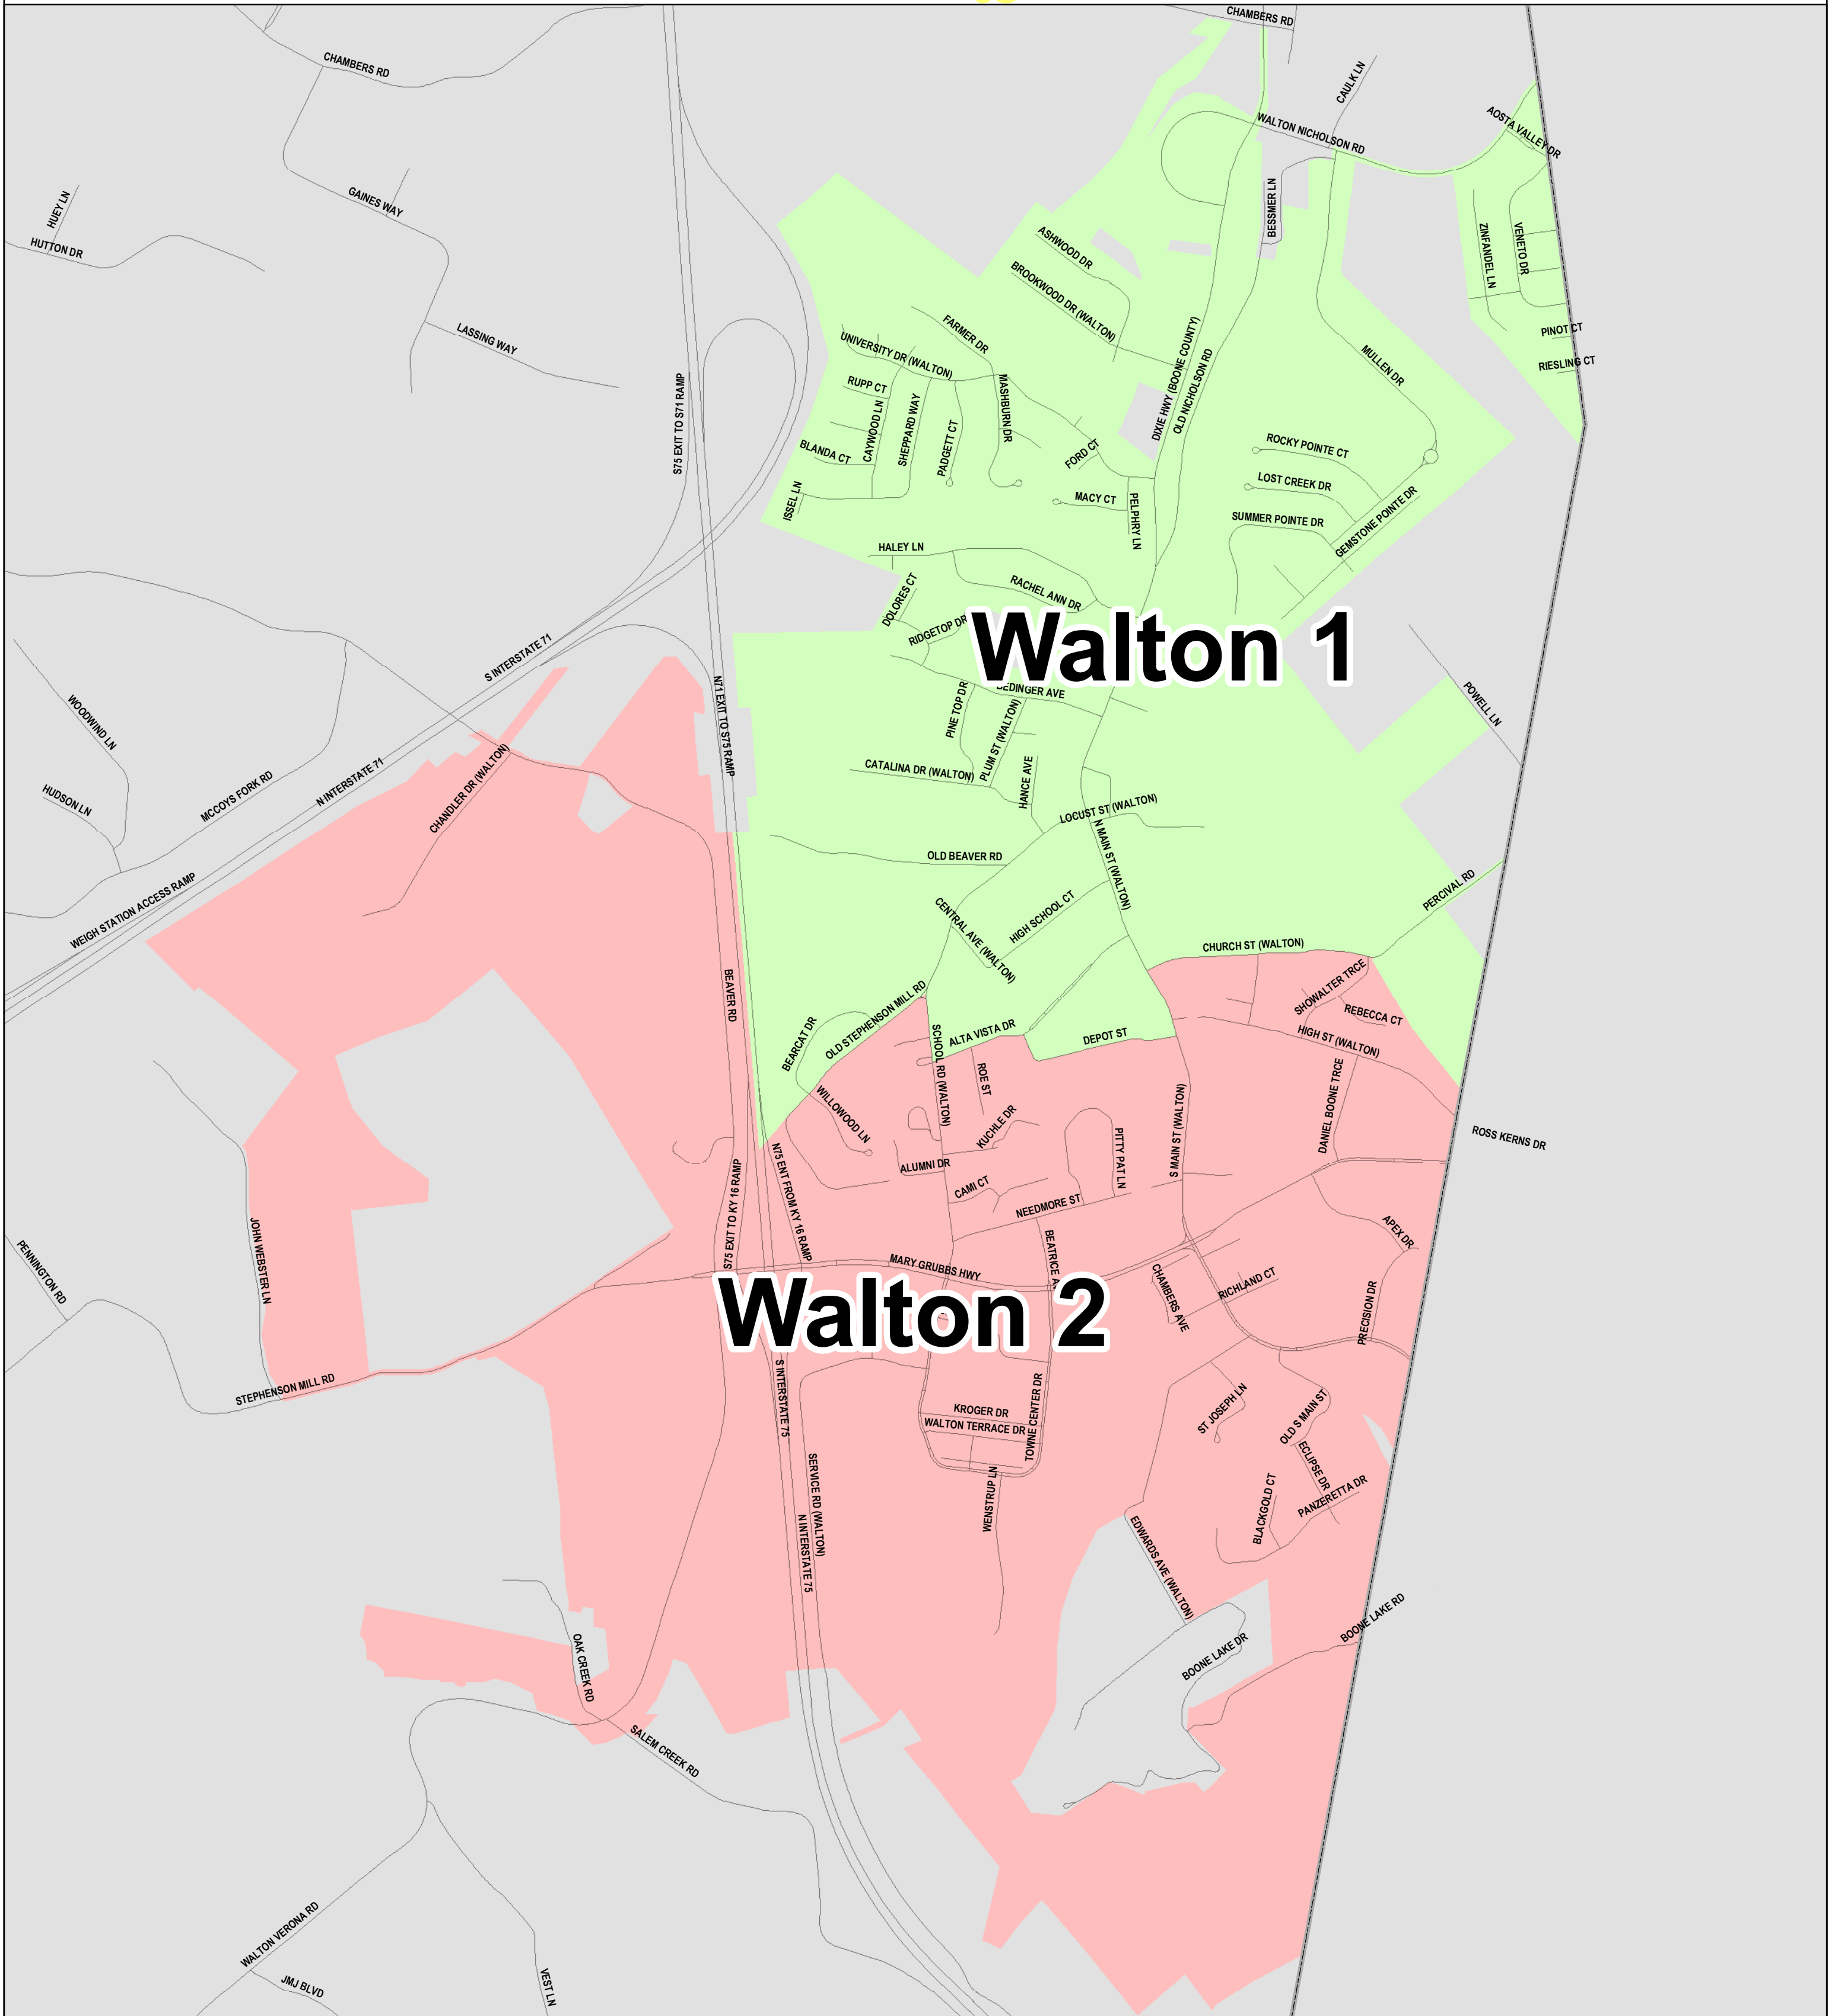 CHAMBERS RD
CHAMBERS RD
CAULK LN
WALTON NICHOLSON RD
AOSTA VALLEY DR
HUEY LN
GAINES WAY
BESSMER LN
HUTTON DR
ASHWOOD DR
ZINFANDEL LN
VENETO DR
BROOKWOOD DR (WALTON)
FARMER DR
LASSING WAY
UNIVERSITY DR (WALTON)
PINOT CT
RIESLING CT
DIXIE HWY (BOONE COUNTY)
OLD NICHOLSON RD
MULLEN DR
RUPP CT
MASHBURN DR
S75 EXIT TO S71 RAMP
CAYWOOD LN
SHEPPARD WAY
PADGETT CT
BLANDA CT
FORD CT
ROCKY POINTE CT
LOST CREEK DR
ISSEL LN
MACY CT
PELPHRY LN
SUMMER POINTE DR
GEMSTONE POINTE DR
HALEY LN
DOLORES CT
RACHEL ANN DR
RIDGETOP DR
Walton 1
S INTERSTATE 71
BEDINGER AVE
POWELL LN
WOODWIND LN
PINE TOP DR
PLUM ST (WALTON)
N71 EXIT TO S75 RAMP
CATALINA DR (WALTON)
HANCE AVE
N INTERSTATE 71
MCCOYS FORK RD
CHANDLER DR (WALTON)
HUDSON LN
LOCUST ST (WALTON)
N MAIN ST (WALTON)
OLD BEAVER RD
WEIGH STATION ACCESS RAMP
PERCIVAL RD
CENTRAL AVE (WALTON)
HIGH SCHOOL CT
CHURCH ST (WALTON)
BEAVER RD
SHOWALTER TRCE
REBECCA CT
OLD STEPHENSON MILL RD
BEARCAT DR
SCHOOL RD (WALTON)
ALTA VISTA DR
DEPOT ST
HIGH ST (WALTON)
ROE ST
DANIEL BOONE TRCE
WILLOWOOD LN
KUCHLE DR
PITTY PAT LN
S MAIN ST (WALTON)
ROSS KERNS DR
ALUMNI DR
CAMI CT
NEEDMORE ST
N75 ENT FROM KY 16 RAMP
S75 EXIT TO KY 16 RAMP
JOHN WEBSTER LN
PENNINGTON RD
BEATRICE
APEX DR
MARY GRUBBS HWY
CHAMBERS AVE
RICHLAND CT
PRECISION DR
Walton 2
STEPHENSON MILL RD
S INTERSTATE 75
ST JOSEPH LN
OLD S MAIN ST
KROGER DR
WALTON TERRACE DR
TOWNE CENTER DR
ECLIPSE DR
PANZERETTA DR
BLACKGOLD CT
WENSTRUP LN
SERVICE RD (WALTON)
N INTERSTATE 75
EDWARDS AVE (WALTON)
BOONE LAKE RD
BOONE LAKE DR
OAK CREEK RD
SALEM CREEK RD
WALTON VERONA RD
JMJ BLVD
VEST LN